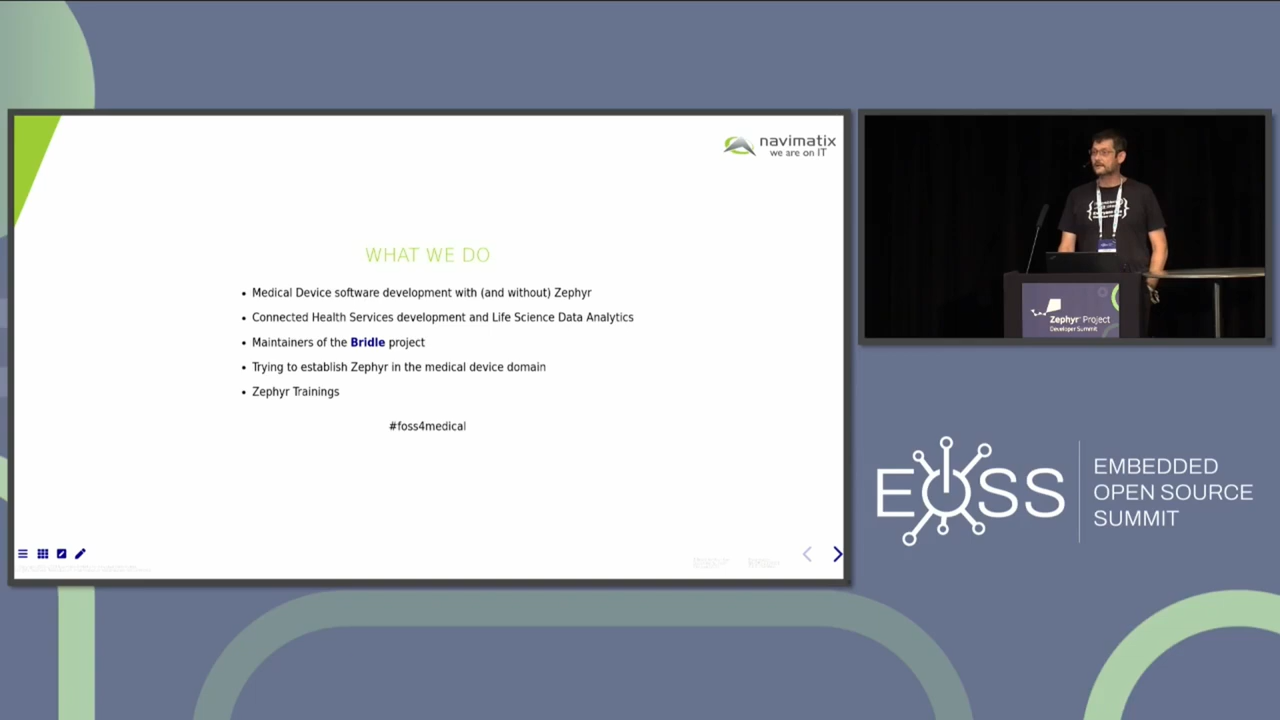 navimatix
we are on IT
WHAT WE DO
• Medical Device software development with (and without) Zephyr
• Connected Health Services development and Life Science Data Analytics
• Maintainers of the Bridle project
• Trying to establish Zephyr in the medical device domain
• Zephyr Trainings
#foss4medical
Zephyr® Project
Developer Summit
EOSS
EMBEDDED
OPEN SOURCE
SUMMIT